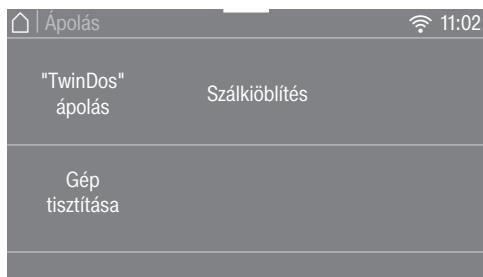 Ápolás
11:02
"TwinDos"
ápolás
Szálkiöblítés
Gép
tisztítása